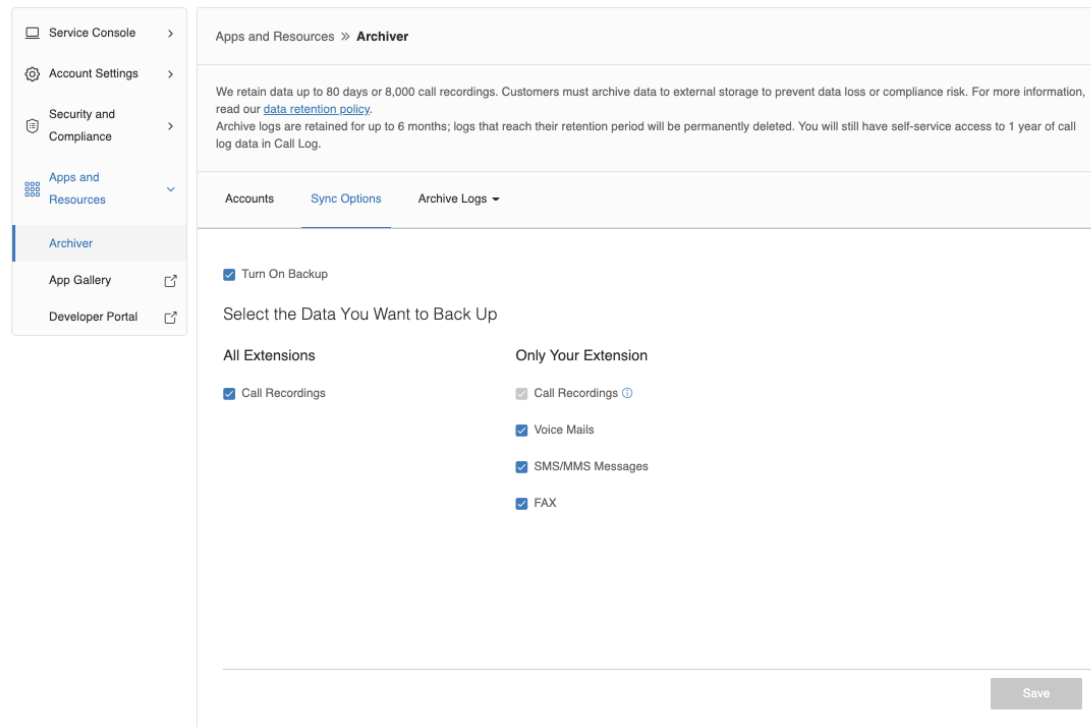 Service Console
Account Settings
Security and
Compliance
Apps and
Resources
Archiver
App Gallery
Developer Portal
Apps and Resources » Archiver
We retain data up to 80 days or 8,000 call recordings. Customers must archive data to external storage to prevent data loss or compliance risk. For more information,
read our data retention policy.
Archive logs are retained for up to 6 months; logs that reach their retention period will be permanently deleted. You will still have self-service access to 1 year of call
log data in Call Log.
Accounts Sync Options Archive Logs
Turn On Backup
Select the Data You Want to Back Up
All Extensions Only Your Extension
Call Recordings Call Recordings
Voice Mails
SMS/MMS Messages
FAX
Save